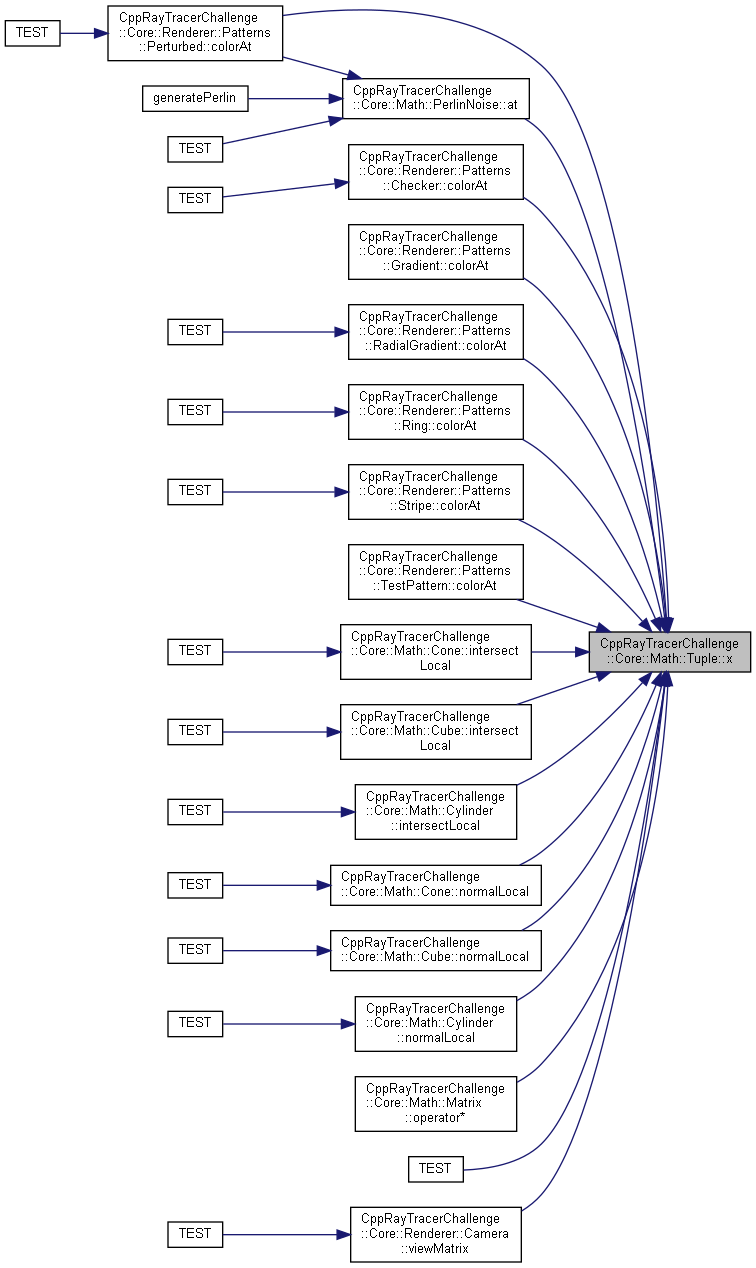 TEST
CppRayTracerChallenge
::Core::Renderer::Patterns
::Perturbed::colorAt
generatePerlin
CppRayTracerChallenge
::Core::Math::PerlinNoise::at
TEST
CppRayTracerChallenge
::Core::Renderer::Patterns
::Checker::colorAt
TEST
CppRayTracerChallenge
::Core::Renderer::Patterns
::Gradient::colorAt
TEST
CppRayTracerChallenge
::Core::Renderer::Patterns
::RadialGradient::colorAt
TEST
CppRayTracerChallenge
::Core::Renderer::Patterns
::Ring::colorAt
TEST
CppRayTracerChallenge
::Core::Renderer::Patterns
::Stripe::colorAt
CppRayTracerChallenge
::Core::Renderer::Patterns
::TestPattern::colorAt
TEST
CppRayTracerChallenge
::Core::Math::Cone::intersect
Local
CppRayTracerChallenge
::Core::Math::Tuple::x
TEST
CppRayTracerChallenge
::Core::Math::Cube::intersect
Local
TEST
CppRayTracerChallenge
::Core::Math::Cylinder
::intersectLocal
TEST
CppRayTracerChallenge
::Core::Math::Cone::normalLocal
TEST
CppRayTracerChallenge
::Core::Math::Cube::normalLocal
TEST
CppRayTracerChallenge
::Core::Math::Cylinder
::normalLocal
CppRayTracerChallenge
::Core::Math::Matrix
::operator*
TEST
TEST
CppRayTracerChallenge
::Core::Renderer::Camera
::viewMatrix